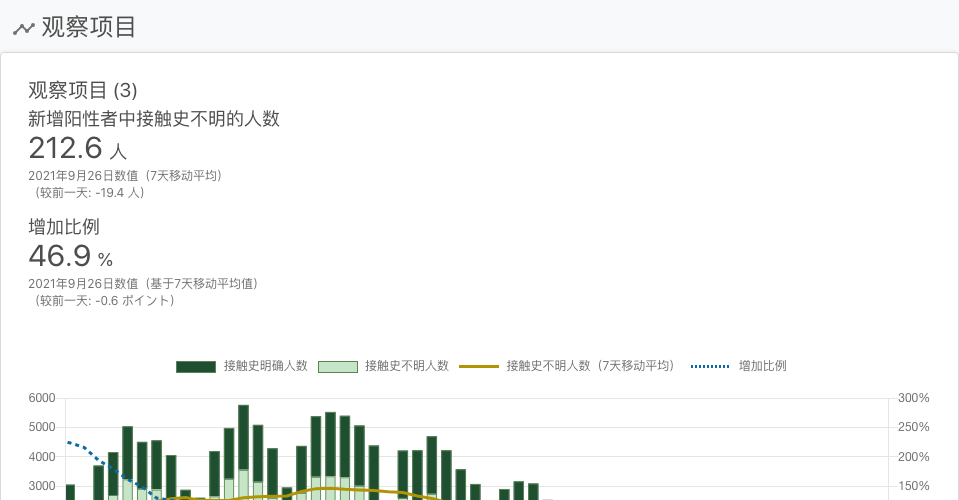 观察项目
观察项目 (3)
新增阳性者中接触史不明的人数
212.6 人
2021年9月26日数值（7天移动平均）
（较前一天: -19.4 人）
增加比例
46.9 %
2021年9月26日数值（基于7天移动平均值）
（较前一天: -0.6 ポイント）
接触史明确人数 接触史不明人数 接触史不明人数（7天移动平均） 增加比例
6000 300%
5000 250%
4000 200%
3000 150%